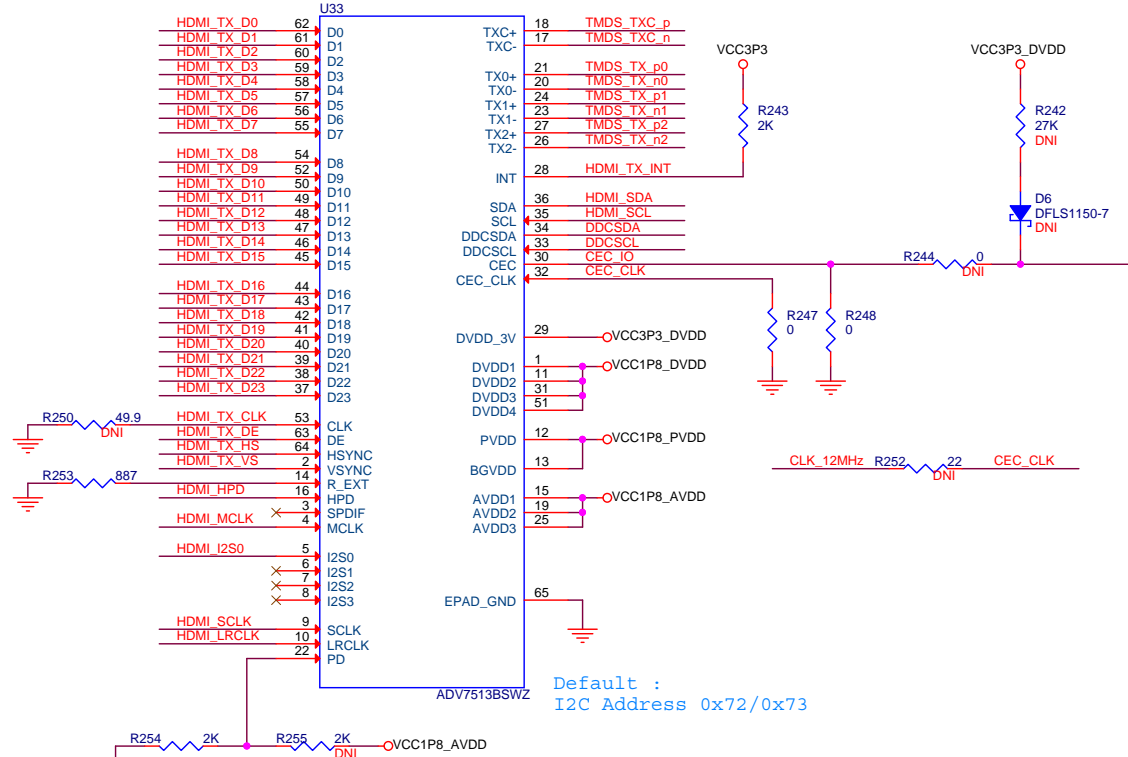 U33
HDMI_TX_D0 62 D0
HDMI_TX_D1 61 D1
HDMI_TX_D2 60 D2
HDMI_TX_D3 59 D3
HDMI_TX_D4 58 D4
HDMI_TX_D5 57 D5
HDMI_TX_D6 56 D6
HDMI_TX_D7 55 D7
HDMI_TX_D8 54 D8
HDMI_TX_D9 52 D9
HDMI_TX_D10 50 D10
HDMI_TX_D11 49 D11
HDMI_TX_D12 48 D12
HDMI_TX_D13 47 D13
HDMI_TX_D14 46 D14
HDMI_TX_D15 45 D15
HDMI_TX_D16 44 D16
HDMI_TX_D17 43 D17
HDMI_TX_D18 42 D18
HDMI_TX_D19 41 D19
HDMI_TX_D20 40 D20
HDMI_TX_D21 39 D21
HDMI_TX_D22 38 D22
HDMI_TX_D23 37 D23
R250 49.9 DNI
HDMI_TX_CLK 53 CLK
HDMI_TX_DE 63 DE
HDMI_TX_HS 64 HSYNC
HDMI_TX_VS 2 VSYNC
R253 887 14 R_EXT
HDMI_HPD 16 HPD
3 SPDIF
HDMI_MCLK 4 MCLK
HDMI_I2S0 5 I2S0
6 I2S1
7 I2S2
8 I2S3
HDMI_SCLK 9 SCLK
HDMI_LRCLK 10 LRCLK
22 PD
R254 2K R255 2K DNI VCC1P8_AVDD
TXC+ 18 TMDS_TXC_p
TXC- 17 TMDS_TXC_n
TX0+ 21 TMDS_TX_p0
TX0- 20 TMDS_TX_n0
TX1+ 24 TMDS_TX_p1
TX1- 23 TMDS_TX_n1
TX2+ 27 TMDS_TX_p2
TX2- 26 TMDS_TX_n2
INT 28 HDMI_TX_INT
SDA 36 HDMI_SDA
SCL 35 HDMI_SCL
DDCSDA 34 DDCSDA
DDCSCL 33 DDCSCL
CEC 30 CEC_IO
CEC_CLK 32 CEC_CLK
DVDD_3V 29 VCC3P3_DVDD
DVDD1 1 VCC1P8_DVDD
DVDD2 11
DVDD3 31
DVDD4 51
PVDD 12 VCC1P8_PVDD
BGVDD 13
AVDD1 15 VCC1P8_AVDD
AVDD2 19
AVDD3 25
EPAD_GND 65
ADV7513BSWZ
VCC3P3
R243
2K
VCC3P3_DVDD
R242
27K
DNI
D6
DFLS1150-7
DNI
R244 0
DNI
R247
0
R248
0
CLK_12MHz R252 22 CEC_CLK
DNI
Default :
I2C Address 0x72/0x73